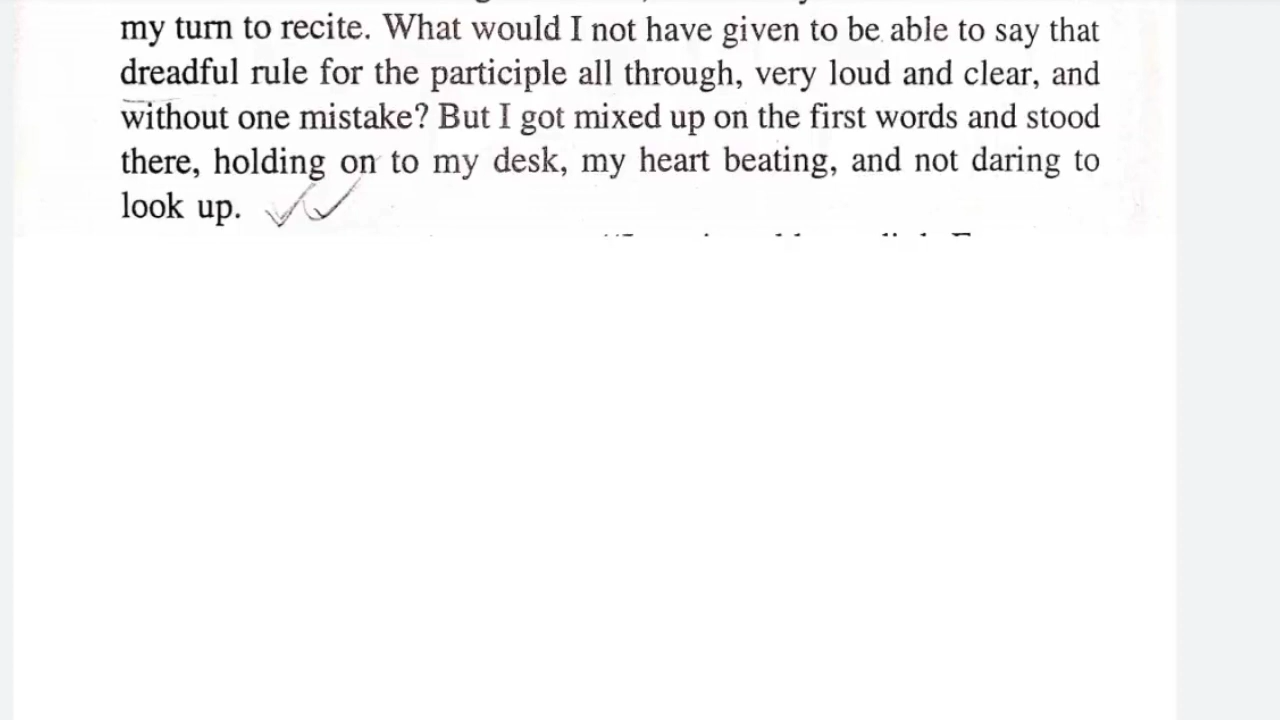 my turn to recite. What would I not have given to be able to say that
dreadful rule for the participle all through, very loud and clear, and
without one mistake? But I got mixed up on the first words and stood
there, holding on to my desk, my heart beating, and not daring to
look up.